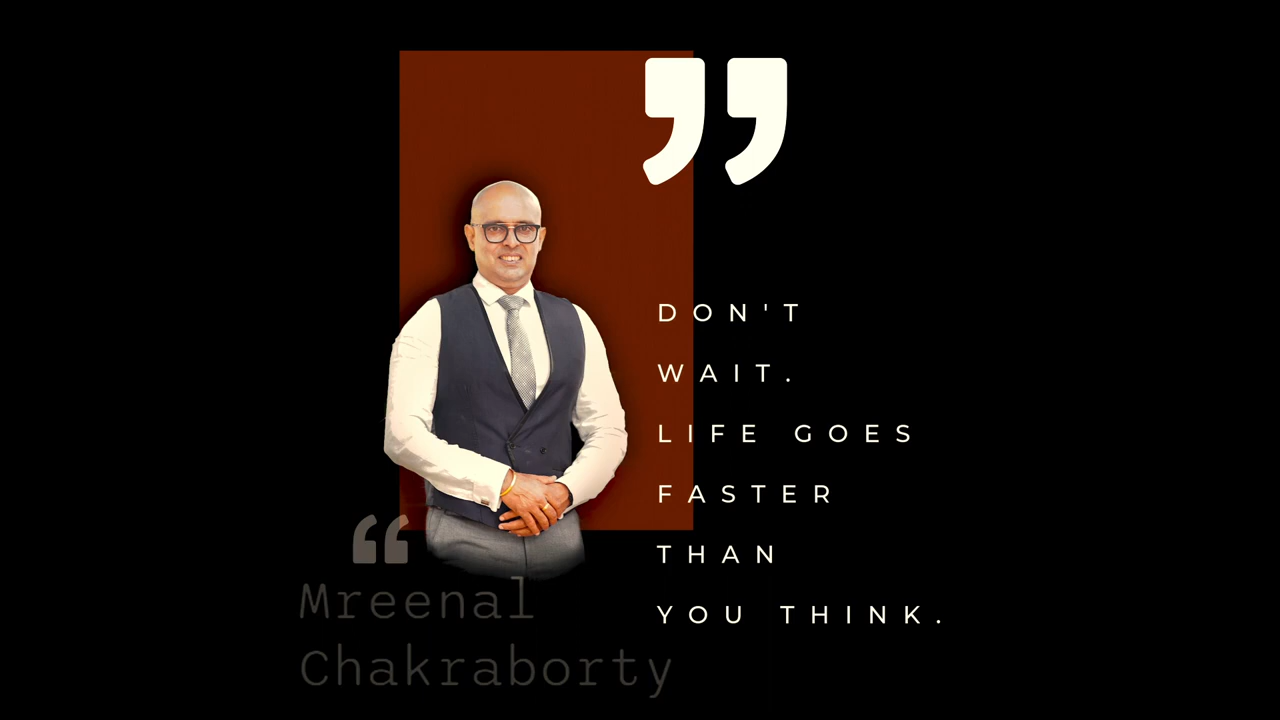 DON'T
WAIT.
LIFE GOES
FASTER
THAN
YOU THINK.
Mreenal
Chakraborty